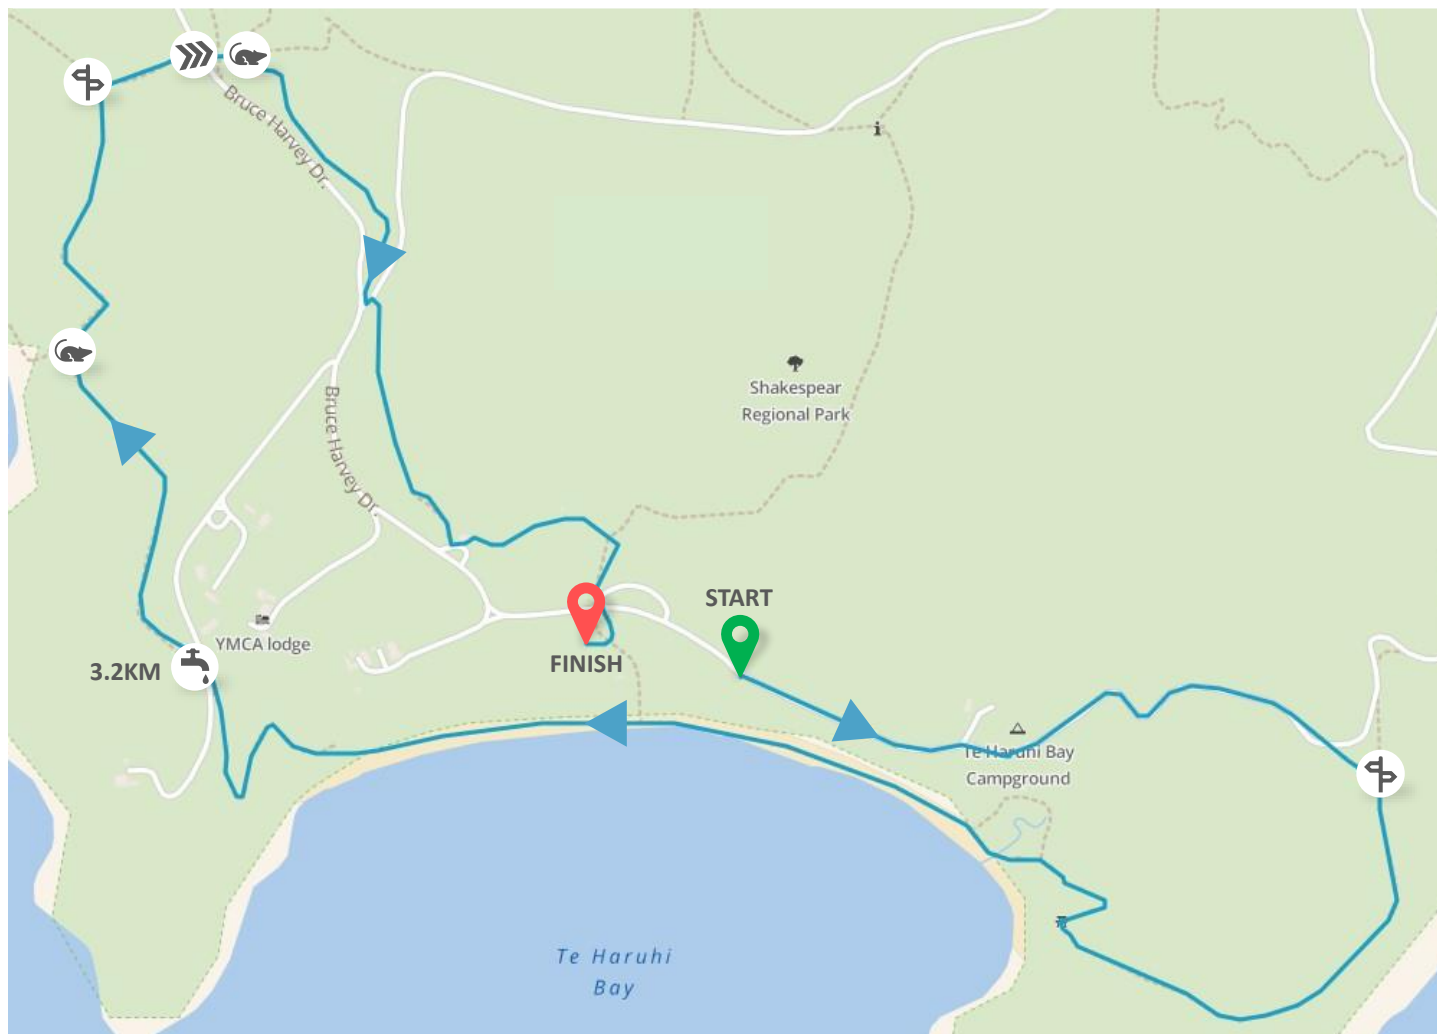 Bruce Harvey Dr.
Shakespear
Regional Park
Bruce Harvey Dr.
START
YMCA lodge
FINISH
3.2KM
Te Haruhi Bay
Campground
Te Haruhi
Bay